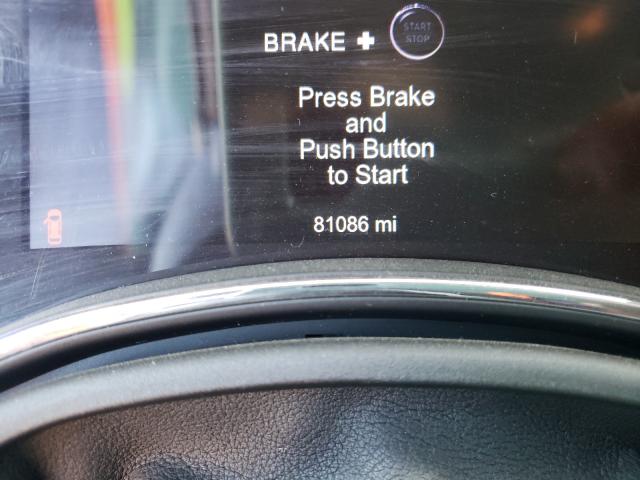 BRAKE + START
STOP
Press Brake
and
Push Button
to Start
81086 mi